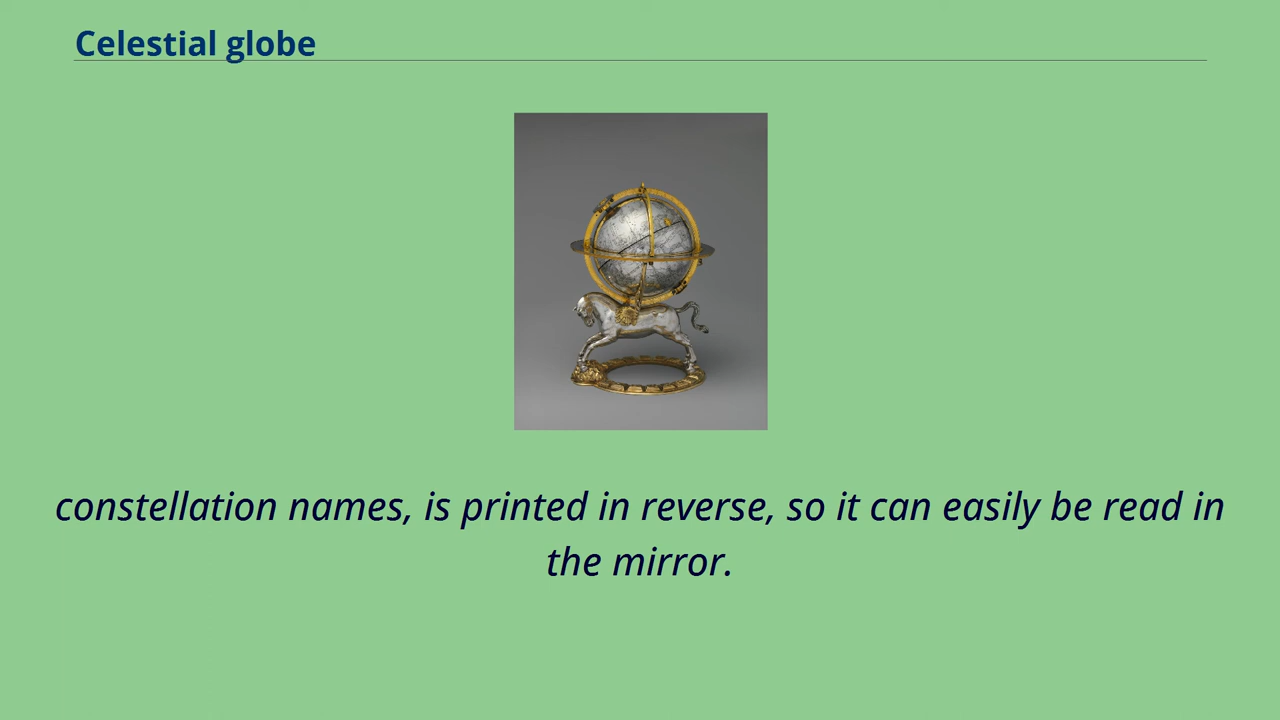 Celestial globe
constellation names, is printed in reverse, so it can easily be read in
the mirror.